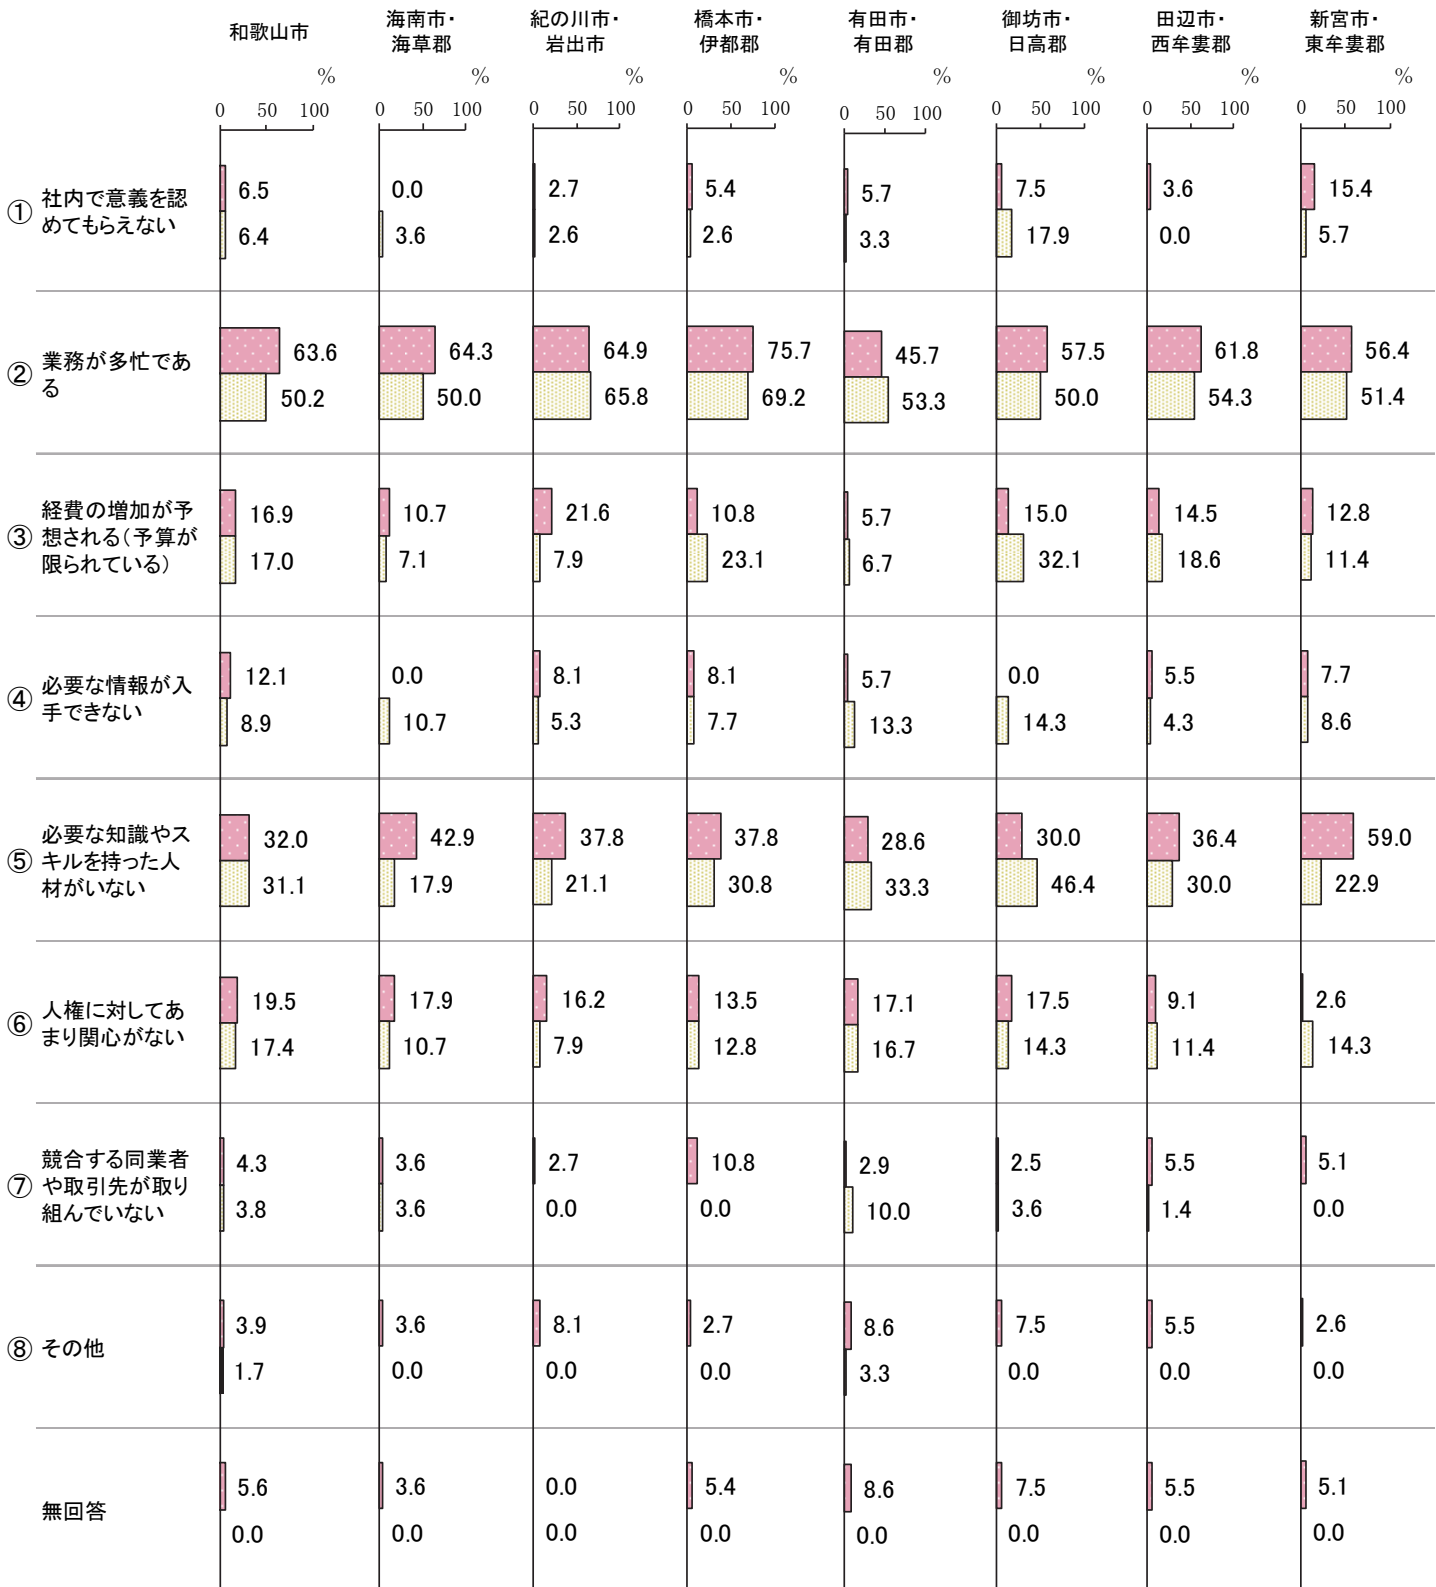 和歌山市
海南市・
海草郡
紀の川市・
岩出市
橋本市・
伊都郡
有田市・
有田郡
御坊市・
日高郡
田辺市・
西牟婁郡
新宮市・
東牟婁郡
% % % % % % % %
0 50 100 0 50 100 0 50 100 0 50 100 0 50 100 0 50 100 0 50 100 0 50 100
① 社内で意義を認
めてもらえない
6.5 0.0 2.7 5.4 5.7 7.5 3.6 15.4
6.4 3.6 2.6 2.6 3.3 17.9 0.0 5.7
② 業務が多忙であ
る
63.6 64.3 64.9 75.7 45.7 57.5 61.8 56.4
50.2 50.0 65.8 69.2 53.3 50.0 54.3 51.4
③ 経費の増加が予
想される(予算が
限られている)
16.9 10.7 21.6 10.8 5.7 15.0 14.5 12.8
17.0 7.1 7.9 23.1 6.7 32.1 18.6 11.4
④ 必要な情報が入
手できない
12.1 0.0 8.1 8.1 5.7 0.0 5.5 7.7
8.9 10.7 5.3 7.7 13.3 14.3 4.3 8.6
⑤ 必要な知識やス
キルを持った人
材がいない
32.0 42.9 37.8 37.8 28.6 30.0 36.4 59.0
31.1 17.9 21.1 30.8 33.3 46.4 30.0 22.9
⑥ 人権に対してあ
まり関心がない
19.5 17.9 16.2 13.5 17.1 17.5 9.1 2.6
17.4 10.7 7.9 12.8 16.7 14.3 11.4 14.3
⑦ 競合する同業者
や取引先が取り
組んでいない
4.3 3.6 2.7 10.8 2.9 2.5 5.5 5.1
3.8 3.6 0.0 0.0 10.0 3.6 1.4 0.0
⑧ その他
3.9 3.6 8.1 2.7 8.6 7.5 5.5 2.6
1.7 0.0 0.0 0.0 3.3 0.0 0.0 0.0
無回答
5.6 3.6 0.0 5.4 8.6 7.5 5.5 5.1
0.0 0.0 0.0 0.0 0.0 0.0 0.0 0.0